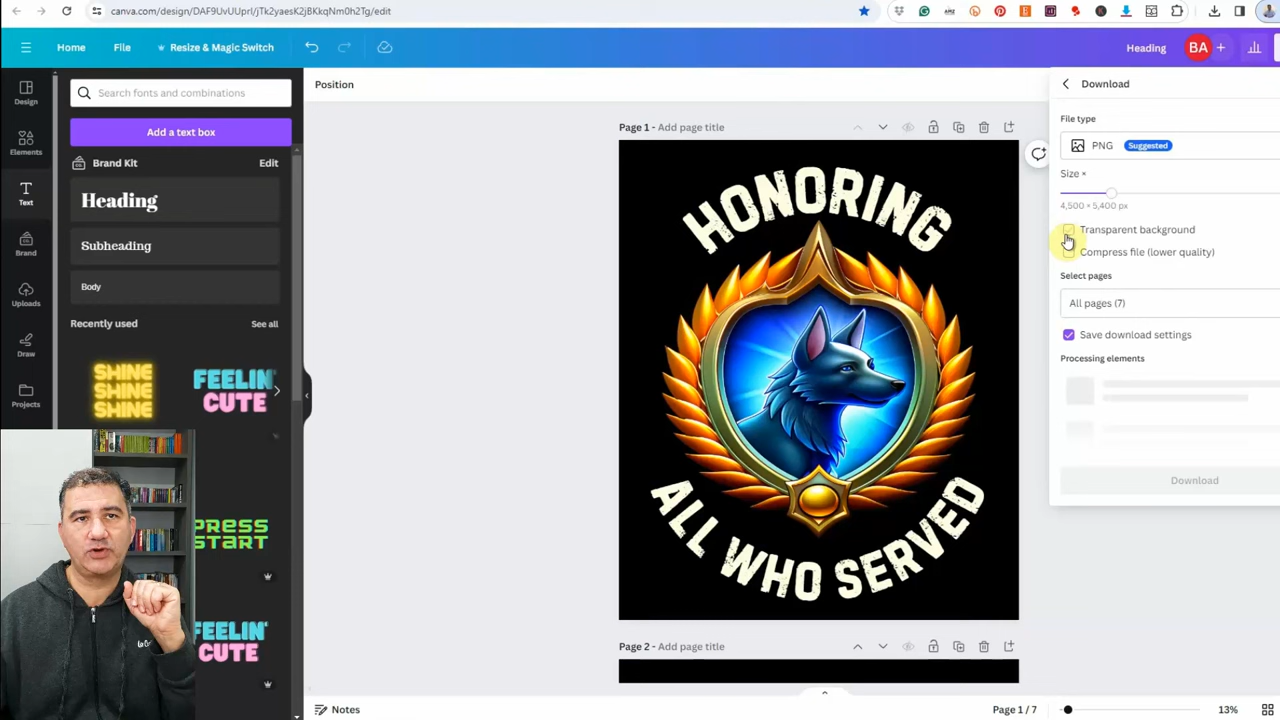 canva.com/design/DAF9UvUUprI/jTk2yaesK2jBKkqNm0h2Tg/edit
Home
File
Resize & Magic Switch
Heading
BA
Design
Elements
Text
Brand
Uploads
Draw
Projects
Search fonts and combinations
Add a text box
Brand Kit
Edit
Heading
Subheading
Body
Recently used
See all
SHINE
SHINE
SHINE
FEELIN'
CUTE
PRESS
START
FEELIN'
CUTE
Position
Page 1 - Add page title
HONORING
ALL WHO SERVED
Page 2 - Add page title
Download
File type
PNG
Suggested
Size ×
4,500 × 5,400 px
Transparent background
Compress file (lower quality)
Select pages
All pages (7)
Save download settings
Processing elements
Download
Notes
Page 1 / 7
13%